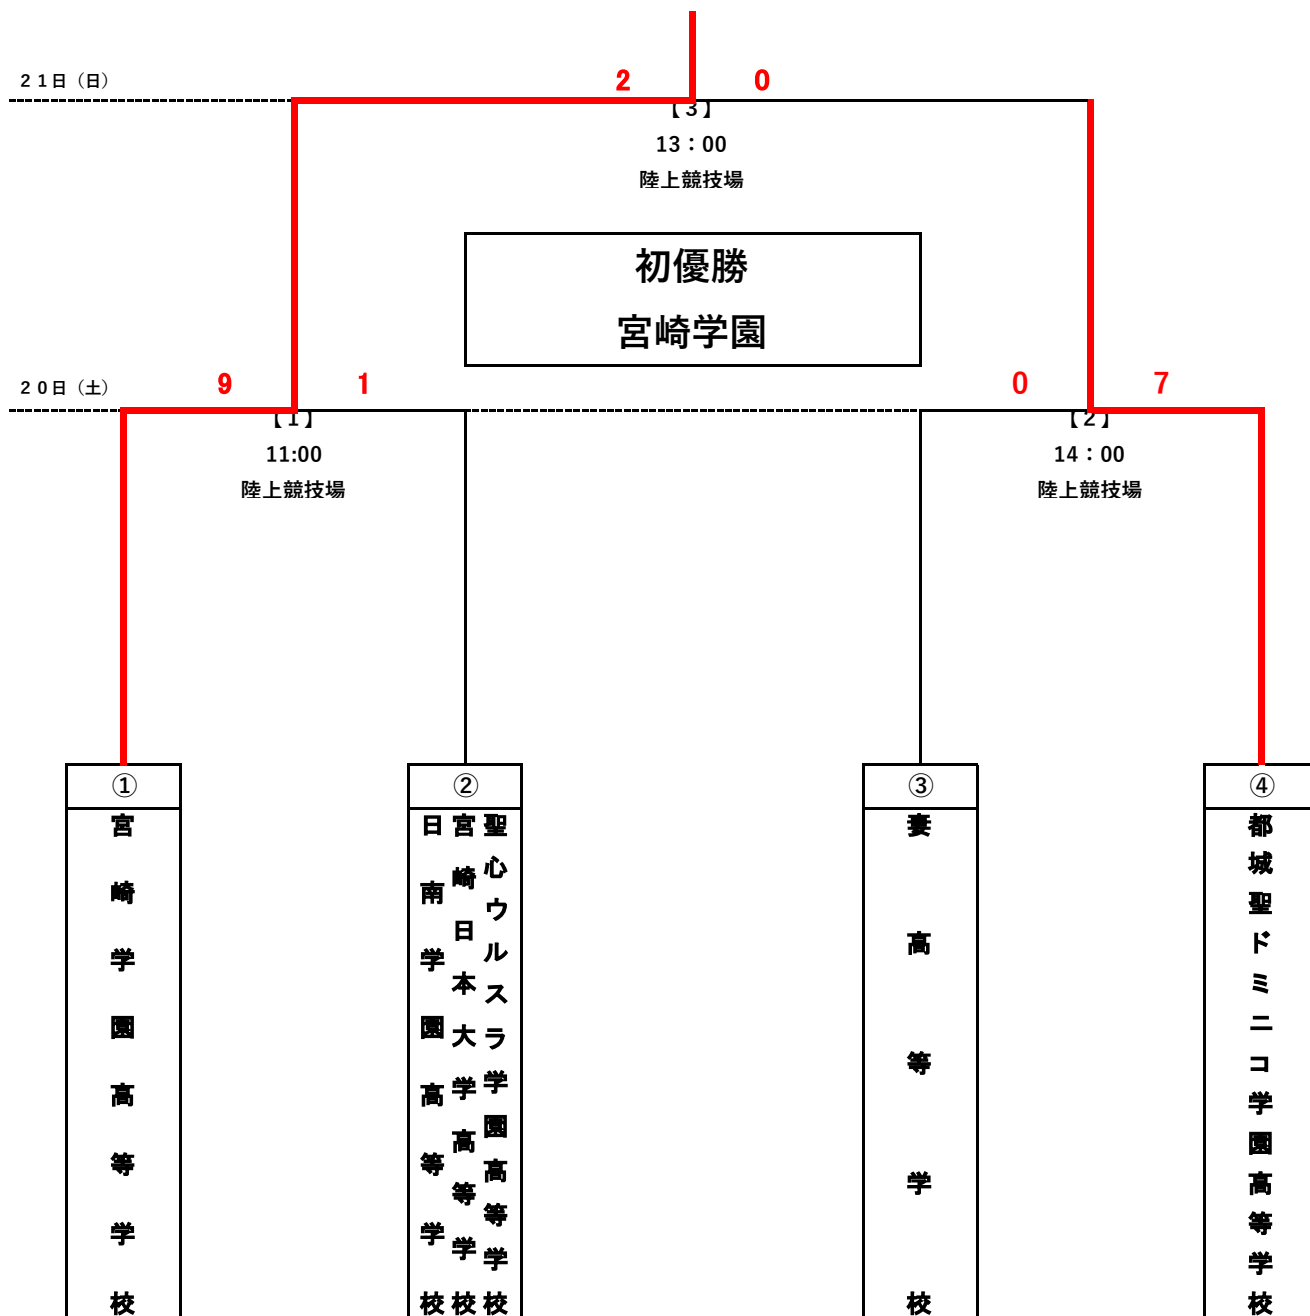 ２１日（日）
2 0
【３】
13：00
陸上競技場
初優勝
宮崎学園
２０日（土）
9 1
0 7
【１】
11:00
陸上競技場
【２】
14：00
陸上競技場
①
宮崎学園高等学校
②
聖心ウルスラ学園高等学校
宮崎日本大学高等学校
日南学園高等学校
③
妻高等学校
④
都城聖ドミニコ学園高等学校